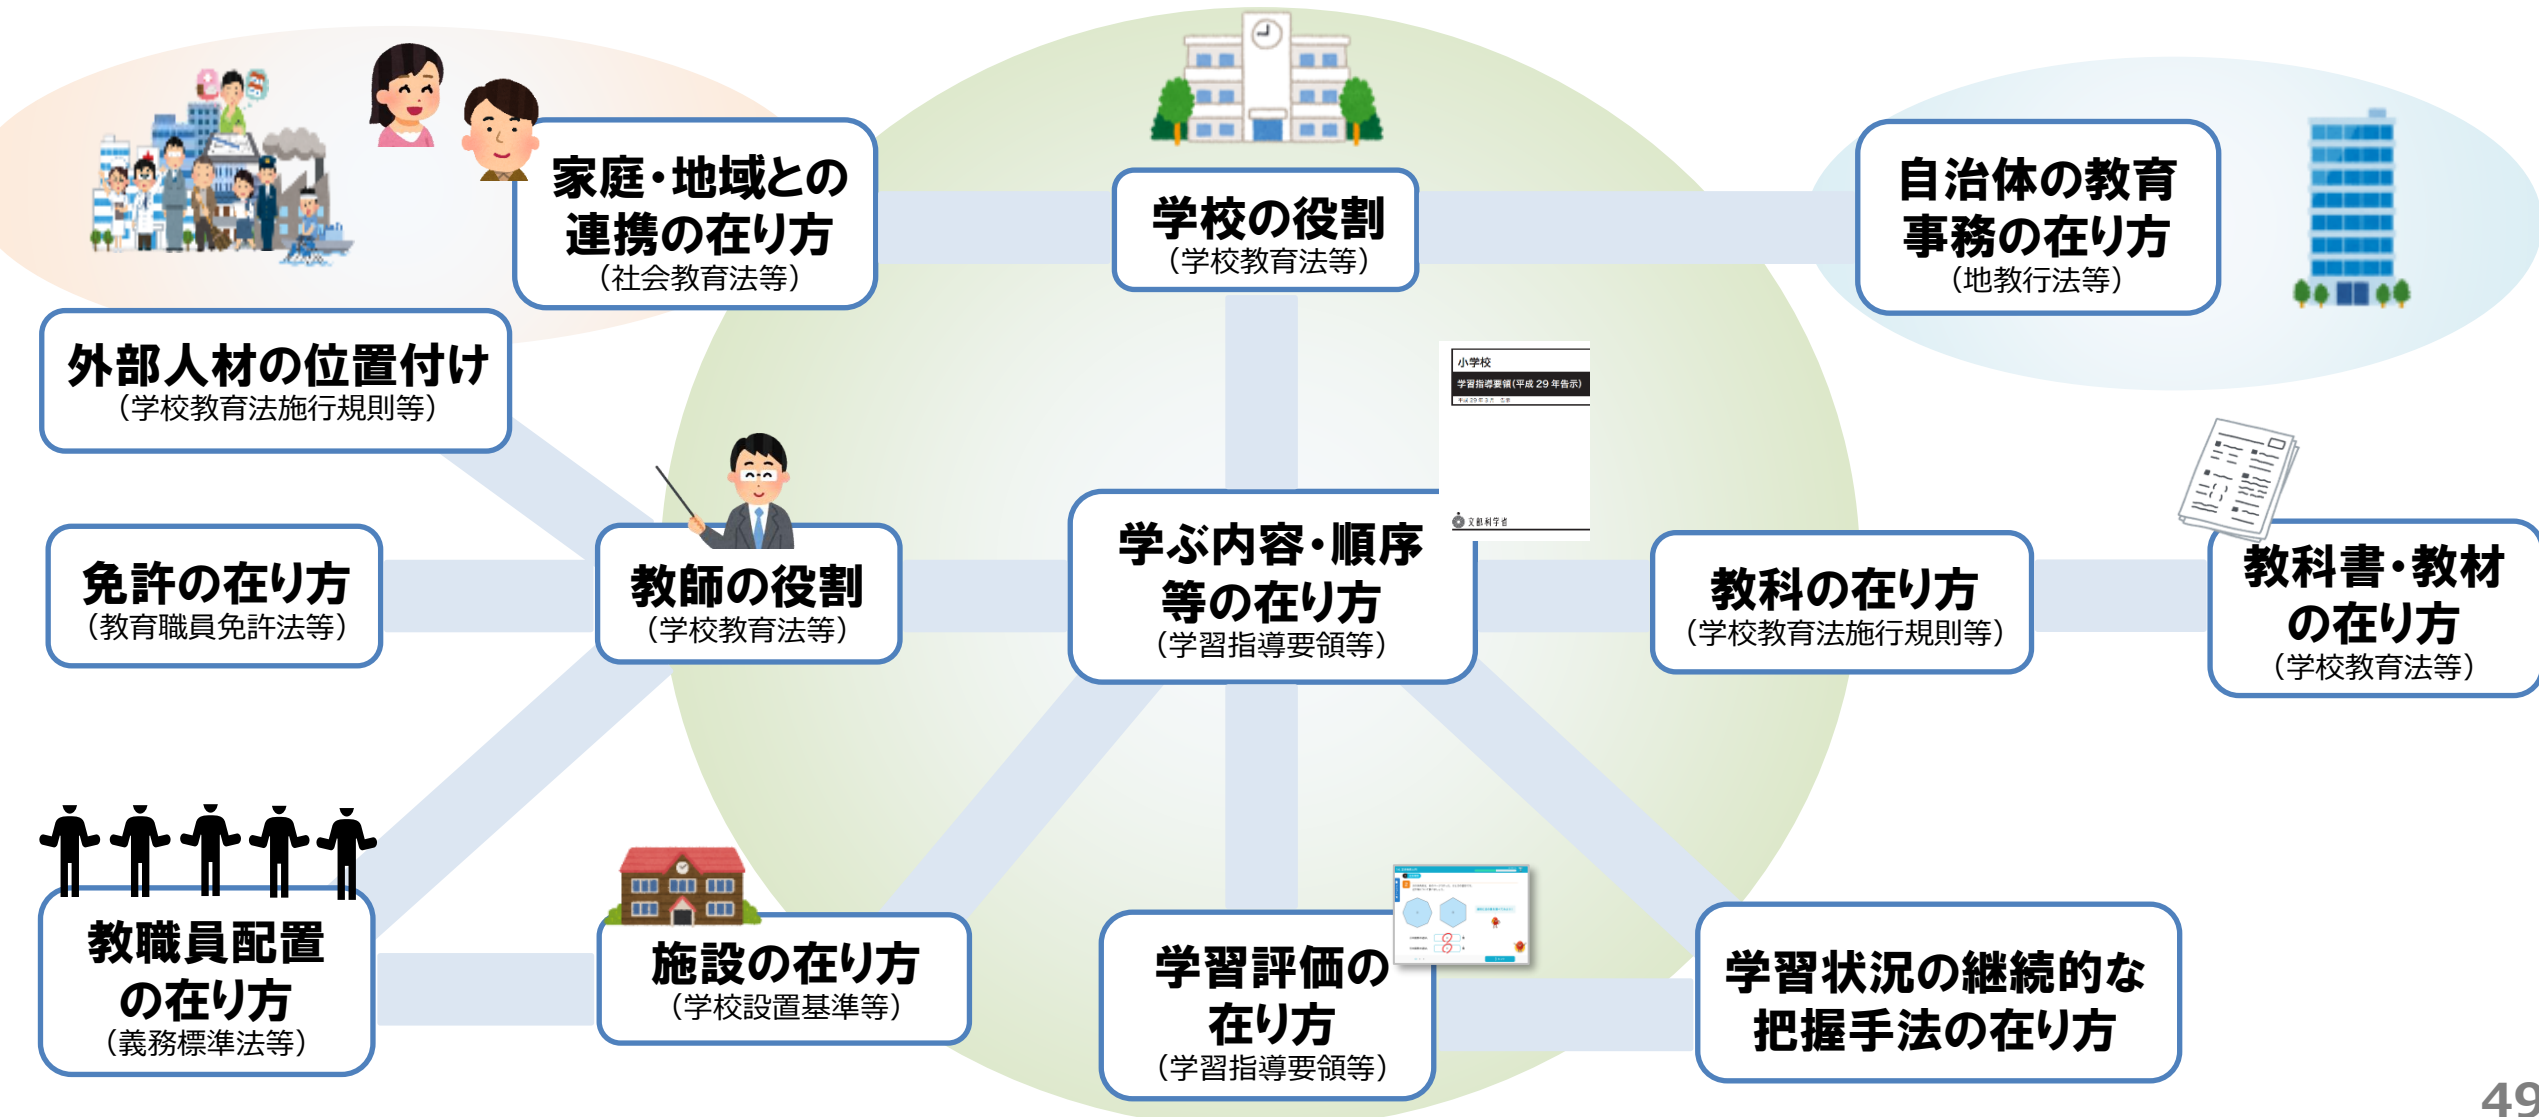 家庭・地域との
連携の在り方
（社会教育法等）
学校の役割
（学校教育法等）
自治体の教育
事務の在り方
（地教行法等）
外部人材の位置付け
（学校教育法施行規則等）
小学校
学習指導要領(平成 29 年告示)
文部科学省
免許の在り方
（教育職員免許法等）
教師の役割
（学校教育法等）
学ぶ内容・順序
等の在り方
（学習指導要領等）
教科の在り方
（学校教育法施行規則等）
教科書・教材
の在り方
（学校教育法等）
教職員配置
の在り方
（義務標準法等）
施設の在り方
（学校設置基準等）
学習評価の
在り方
（学習指導要領等）
学習状況の継続的な
把握手法の在り方
49